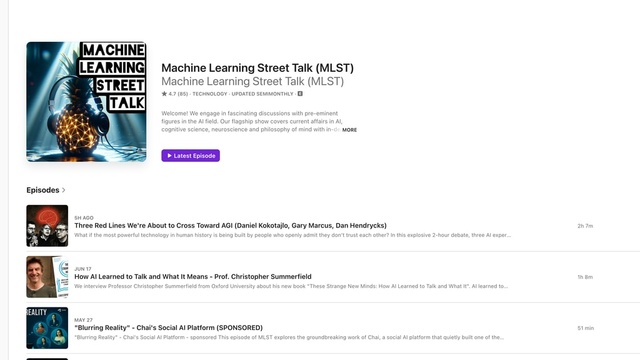 MACHINE
LEARNING
STREET
TALK
Machine Learning Street Talk (MLST)
Machine Learning Street Talk (MLST)
★ 4.7 (85) · TECHNOLOGY · UPDATED SEMIMONTHLY · E
Welcome! We engage in fascinating discussions with pre-eminent
figures in the AI field. Our flagship show covers current affairs in AI,
cognitive science, neuroscience and philosophy of mind with in-d MORE
▶ Latest Episode
Episodes >
5H AGO
Three Red Lines We're About to Cross Toward AGI (Daniel Kokotajlo, Gary Marcus, Dan Hendrycks)
What if the most powerful technology in human history is being built by people who openly admit they don't trust each other? In this explosive 2-hour debate, three AI exper...
2h 7m
JUN 17
How AI Learned to Talk and What It Means - Prof. Christopher Summerfield
We interview Professor Christopher Summerfield from Oxford University about his new book "These Strange New Minds: How AI Learned to Talk and What It". AI learned to...
1h 8m
REALITY
MAY 27
"Blurring Reality" - Chai's Social AI Platform (SPONSORED)
"Blurring Reality" - Chai's Social AI Platform - sponsored This episode of MLST explores the groundbreaking work of Chai, a social AI platform that quietly built one of the...
51 min